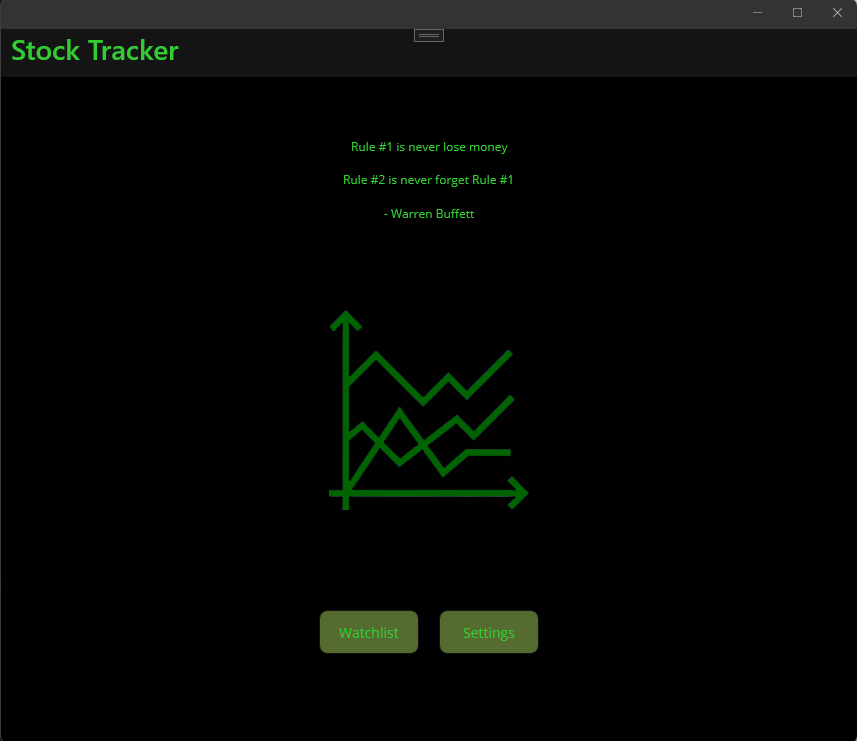 Stock Tracker
Rule #1 is never lose money
Rule #2 is never forget Rule #1
- Warren Buffett
Watchlist
Settings